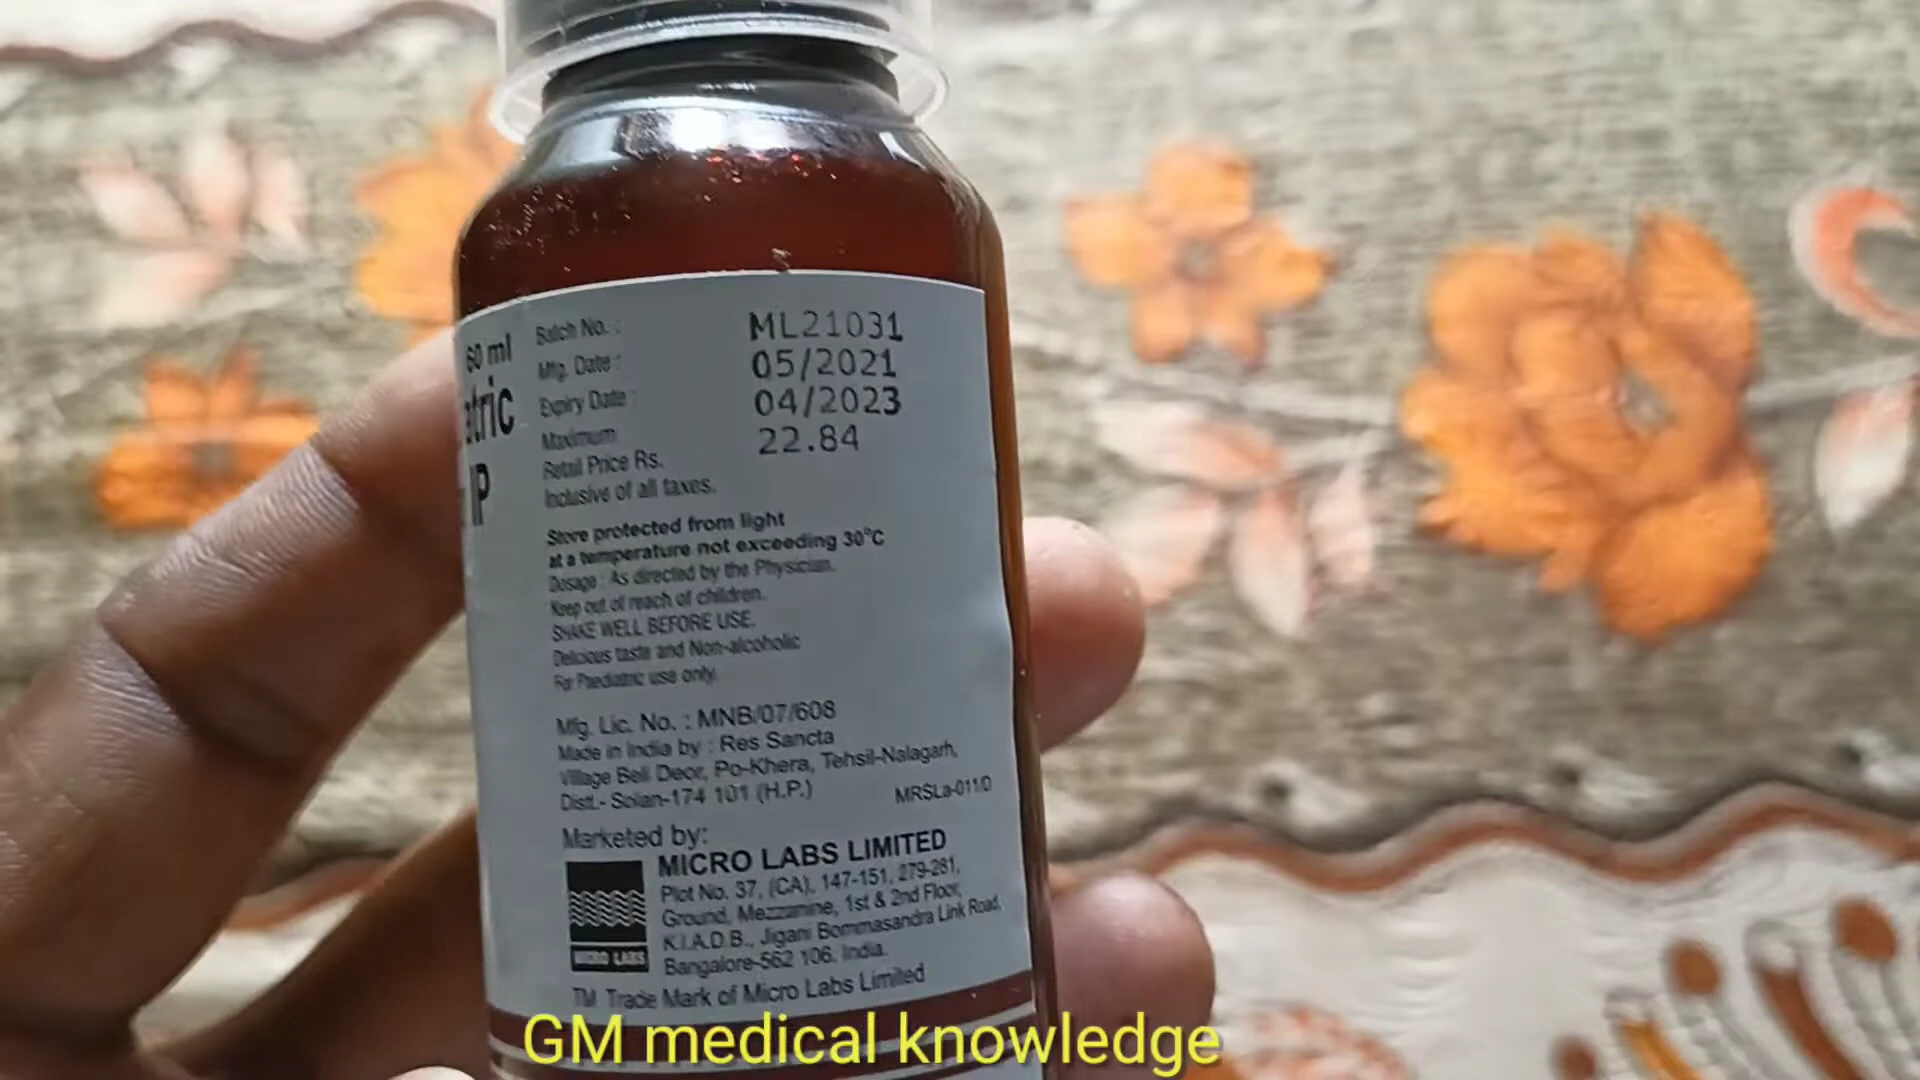 60 ml
atric
IP
Batch No. : ML21031
Mfg. Date : 05/2021
Expiry Date : 04/2023
Maximum 22.84
Retail Price Rs.
Inclusive of all taxes.
Store protected from light
at a temperature not exceeding 30°C
Dosage : As directed by the Physician.
Keep out of reach of children.
SHAKE WELL BEFORE USE.
Delicious taste and Non-alcoholic
For Paediatric use only.
Mfg. Lic. No. : MNB/07/608
Made in India by : Res Sancta
Village Bell Deor, Po-Khera, Tehsil-Nalagarh,
Distt.- Solan-174 101 (H.P.)
MRSLa-011/0
Marketed by:
MICRO LABS LIMITED
Plot No. 37, (CA), 147-151, 279-281,
Ground, Mezzanine, 1st & 2nd Floor,
K.I.A.D.B., Jigani Bommasandra Link Road,
Bangalore-562 106. India.
MICRO LABS
TM Trade Mark of Micro Labs Limited
GM medical knowledge